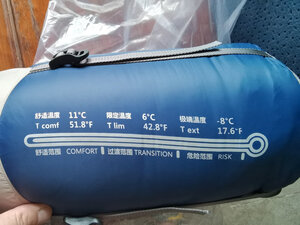 舒适温度 11°C 限定温度 6°C 极端温度 -8°C
T comf 51.8°F T lim 42.8°F T ext 17.6°F
舒适范围 COMFORT 过渡范围 TRANSITION 危险范围 RISK